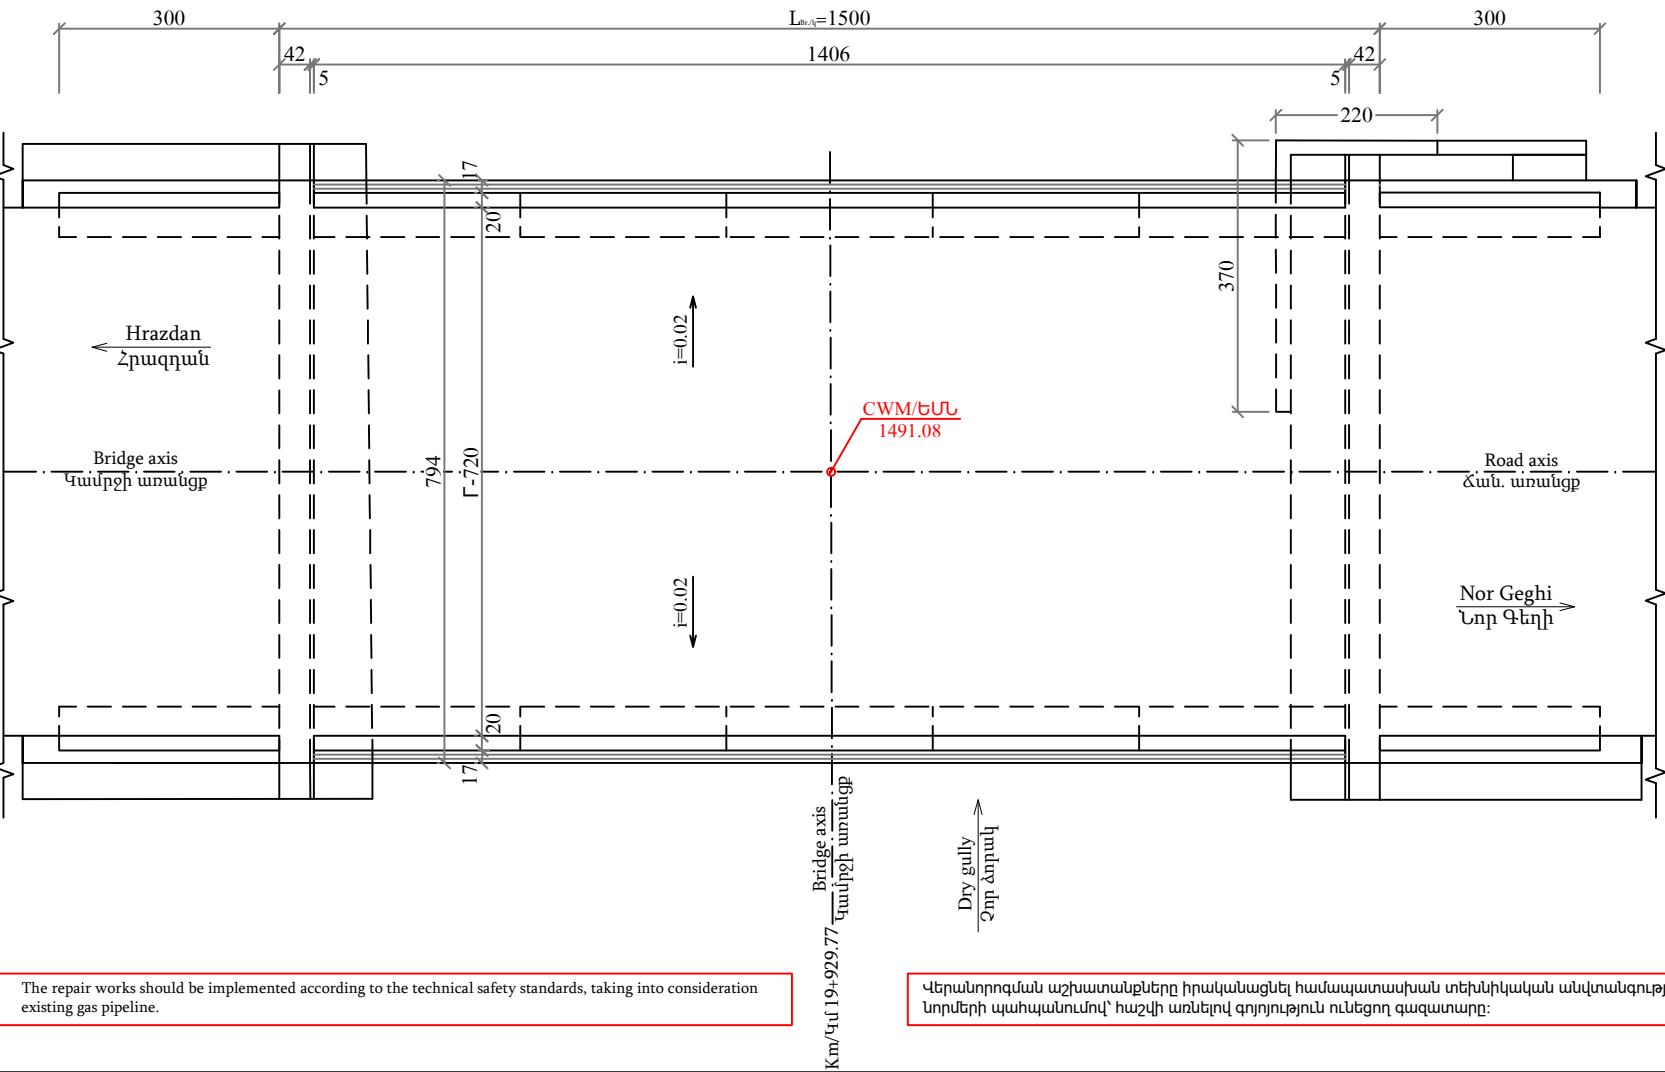 300
LBr./կ=1500
300
42
1406
42
5
5
220
17
20
370
Hrazdan
Հրազդան
i=0.02
CWM/ԵՄՆ
1491.08
Bridge axis
Կամրջի առանցք
794
Г-720
Road axis
Ճան. առանցք
i=0.02
Nor Geghi
Նոր Գեղի
20
17
Bridge axis
Կամրջի առանցք
Dry gully
Չոր ձորակ
Km/Կմ 19+929.77
The repair works should be implemented according to the technical safety standards, taking into consideration
existing gas pipeline.
Վերանորոգման աշխատանքները իրականացնել համապատասխան տեխնիկական անվտանգությ
նորմերի պահպանումով՝ հաշվի առնելով գոյություն ունեցող գազատարը: